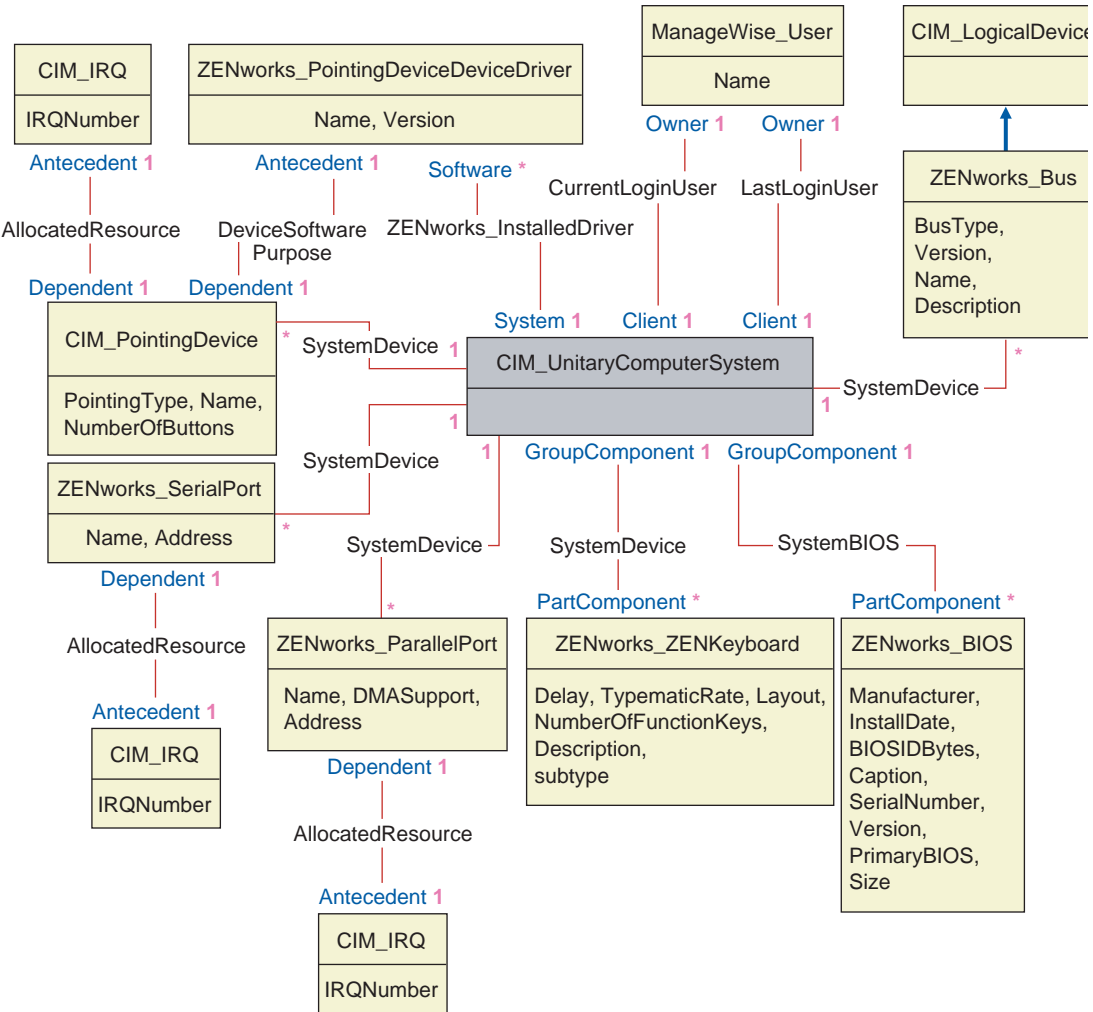 ManageWise_User
CIM_LogicalDevice
CIM_IRQ
ZENworks_PointingDeviceDeviceDriver
Name
IRQNumber
Name, Version
Owner 1
Owner 1
Antecedent 1
Antecedent 1
Software *
ZENworks_Bus
CurrentLoginUser
LastLoginUser
AllocatedResource
DeviceSoftware
Purpose
ZENworks_InstalledDriver
BusType,
Version,
Name,
Description
Dependent 1
Dependent 1
System 1
Client 1
Client 1
CIM_PointingDevice
*
SystemDevice
1
CIM_UnitaryComputerSystem
*
SystemDevice
1
PointingType, Name,
NumberOfButtons
1
SystemDevice
1
GroupComponent 1
GroupComponent 1
ZENworks_SerialPort
Name, Address
*
SystemDevice
SystemDevice
SystemBIOS
Dependent 1
*
PartComponent *
PartComponent *
AllocatedResource
ZENworks_ParallelPort
ZENworks_ZENKeyboard
ZENworks_BIOS
Name, DMASupport,
Address
Delay, TypematicRate, Layout,
NumberOfFunctionKeys,
Description,
subtype
Manufacturer,
InstallDate,
BIOSIDBytes,
Caption,
SerialNumber,
Version,
PrimaryBIOS,
Size
Antecedent 1
CIM_IRQ
IRQNumber
Dependent 1
AllocatedResource
Antecedent 1
CIM_IRQ
IRQNumber